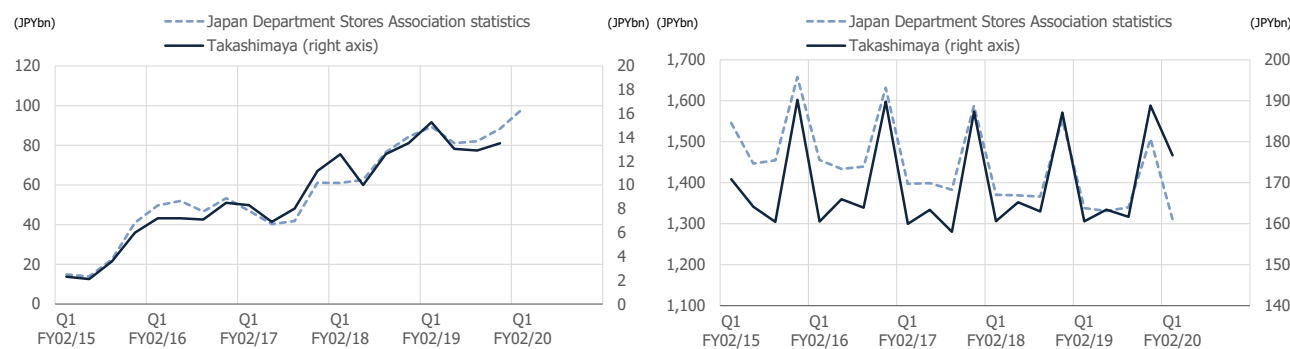 (JPYbn)
Japan Department Stores Association statistics
Takashimaya (right axis)
(JPYbn)
120
100
80
60
40
20
0
20
18
16
14
12
10
8
6
4
2
0
Q1 Q1 Q1 Q1 Q1 Q1
FY02/15 FY02/16 FY02/17 FY02/18 FY02/19 FY02/20
(JPYbn)
Japan Department Stores Association statistics
Takashimaya (right axis)
(JPYbn)
1,700
1,600
1,500
1,400
1,300
1,200
1,100
200
190
180
170
160
150
140
Q1 Q1 Q1 Q1 Q1 Q1
FY02/15 FY02/16 FY02/17 FY02/18 FY02/19 FY02/20